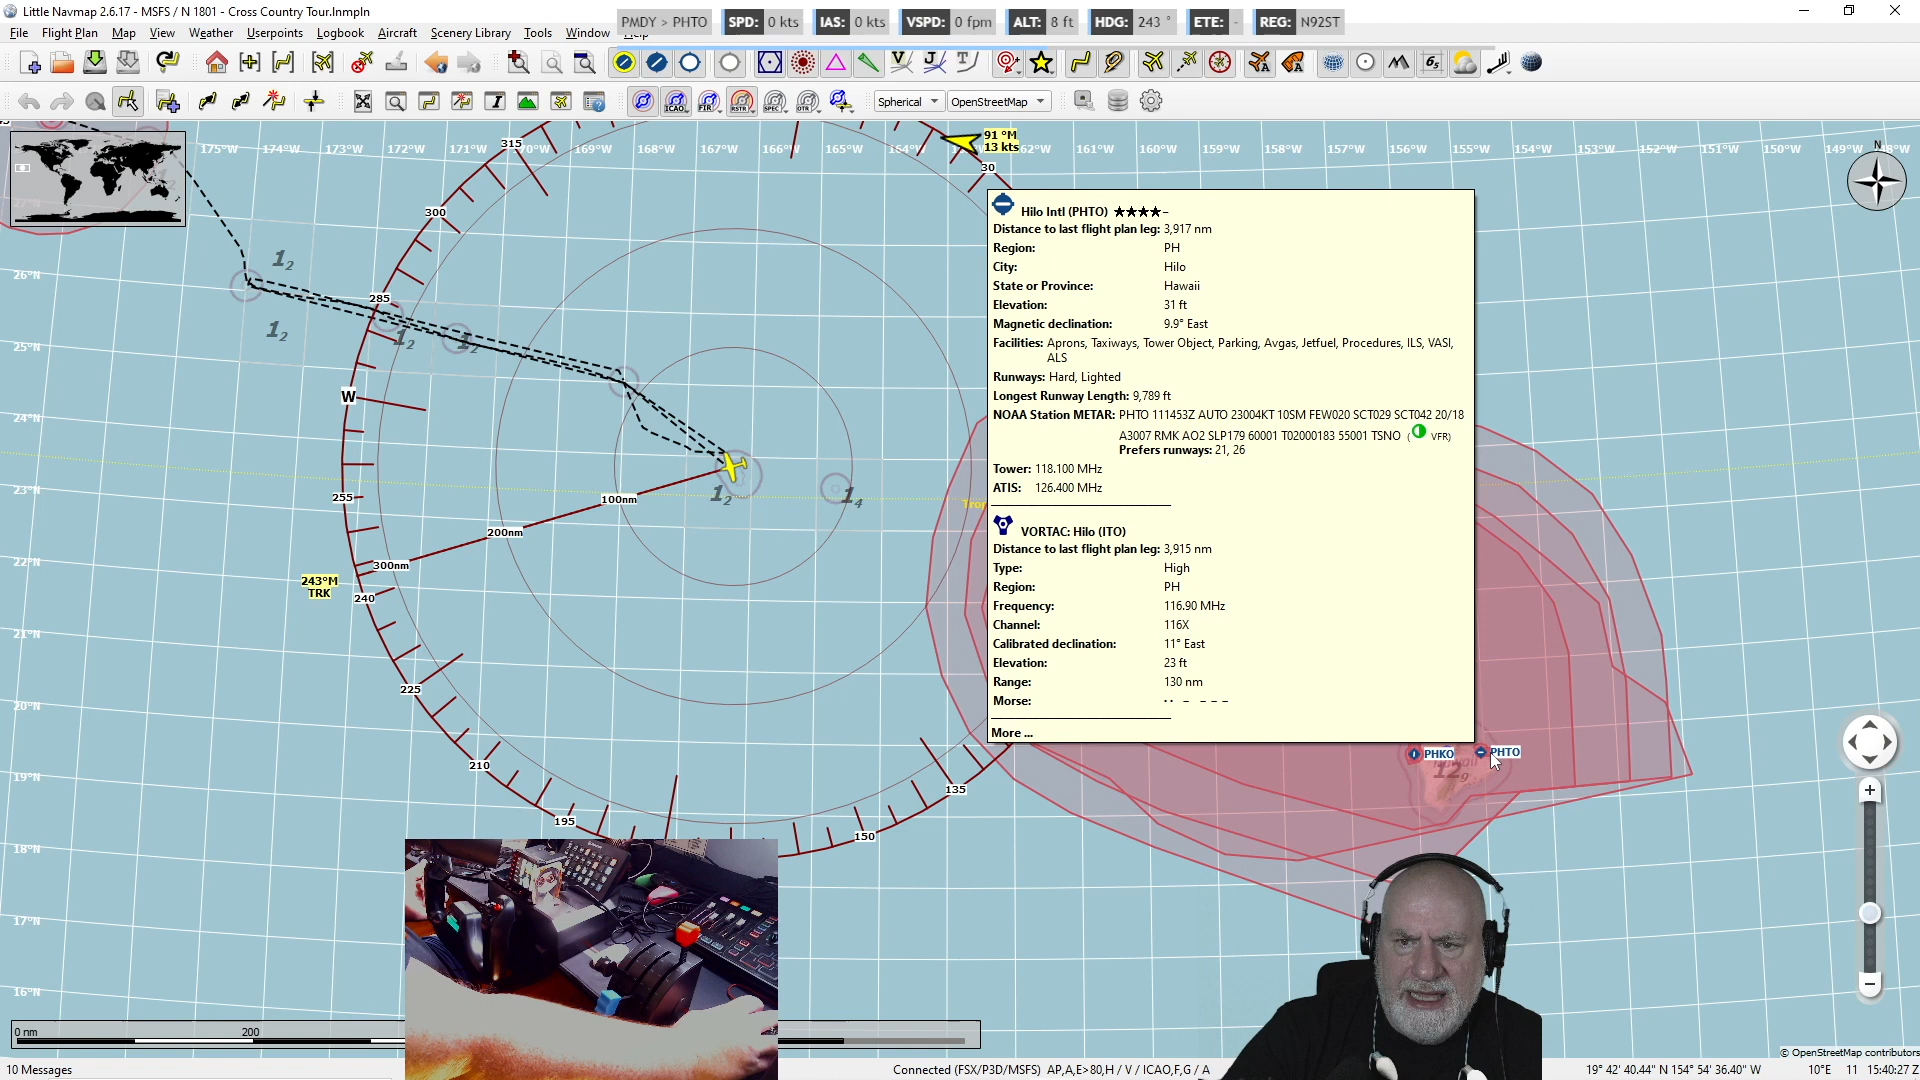 Little Navmap 2.6.17 - MSFS / N 1801 - Cross Country Tour.lnmpln
PMDY > PHTO SPD: 0 kts IAS: 0 kts VSPD: 0 fpm ALT: 8 ft HDG: 243 ° ETE: - REG: N92ST
File Flight Plan Map View Weather Userpoints Logbook Aircraft Scenery Library Tools Window
Spherical OpenStreetMap
175°W 174°W 173°W 172°W 171°W 169°W 168°W 167°W 165°W 164°W 162°W 161°W 160°W 159°W 158°W 157°W 156°W 155°W 154°W 153°W 152°W 151°W 150°W 149°W
91 °M
13 kts
N
315
30
300
285
W
255
240
225
210
195
150
135
26°N
25°N
24°N
23°N
22°N
21°N
20°N
19°N
18°N
17°N
16°N
100nm
200nm
300nm
243°M
TRK
Hilo Intl (PHTO) ★★★★–
Distance to last flight plan leg: 3,917 nm
Region: PH
City: Hilo
State or Province: Hawaii
Elevation: 31 ft
Magnetic declination: 9.9° East
Facilities: Aprons, Taxiways, Tower Object, Parking, Avgas, Jetfuel, Procedures, ILS, VASI,
ALS
Runways: Hard, Lighted
Longest Runway Length: 9,789 ft
NOAA Station METAR: PHTO 111453Z AUTO 23004KT 10SM FEW020 SCT029 SCT042 20/18
A3007 RMK AO2 SLP179 60001 T02000183 55001 TSNO ( VFR)
Prefers runways: 21, 26
Tower: 118.100 MHz
ATIS: 126.400 MHz
VORTAC: Hilo (ITO)
Distance to last flight plan leg: 3,915 nm
Type: High
Region: PH
Frequency: 116.90 MHz
Channel: 116X
Calibrated declination: 11° East
Elevation: 23 ft
Range: 130 nm
Morse: ·· – – – –
More ...
PHKO PHTO
0 nm 200
© OpenStreetMap contributors
10 Messages Connected (FSX/P3D/MSFS) AP,A,E>80,H / V / ICAO,F,G / A 19° 42' 40.44" N 154° 54' 36.40" W 10°E 11 15:40:27 Z